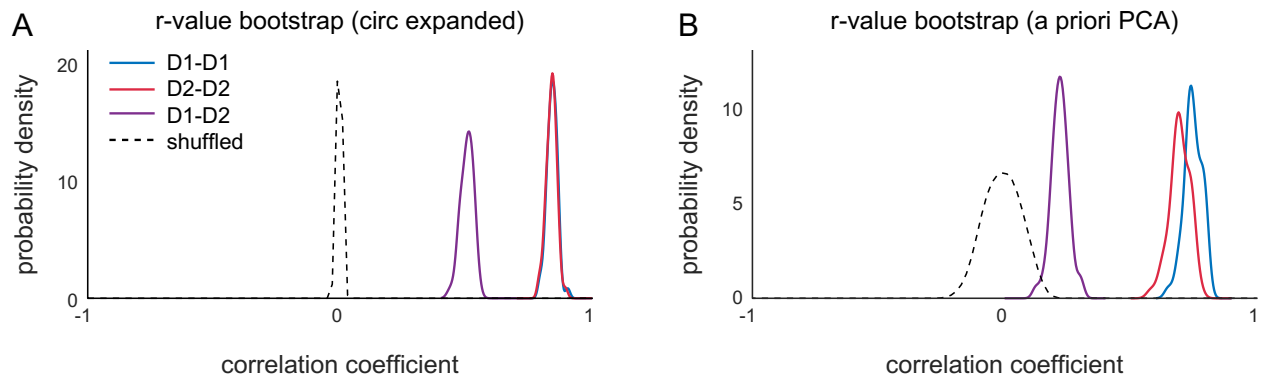 A
r-value bootstrap (circ expanded)
probability density
20
10
0
D1-D1
D2-D2
D1-D2
shuffled
-1
0
1
correlation coefficient
B
r-value bootstrap (a priori PCA)
probability density
10
5
0
-1
0
1
correlation coefficient